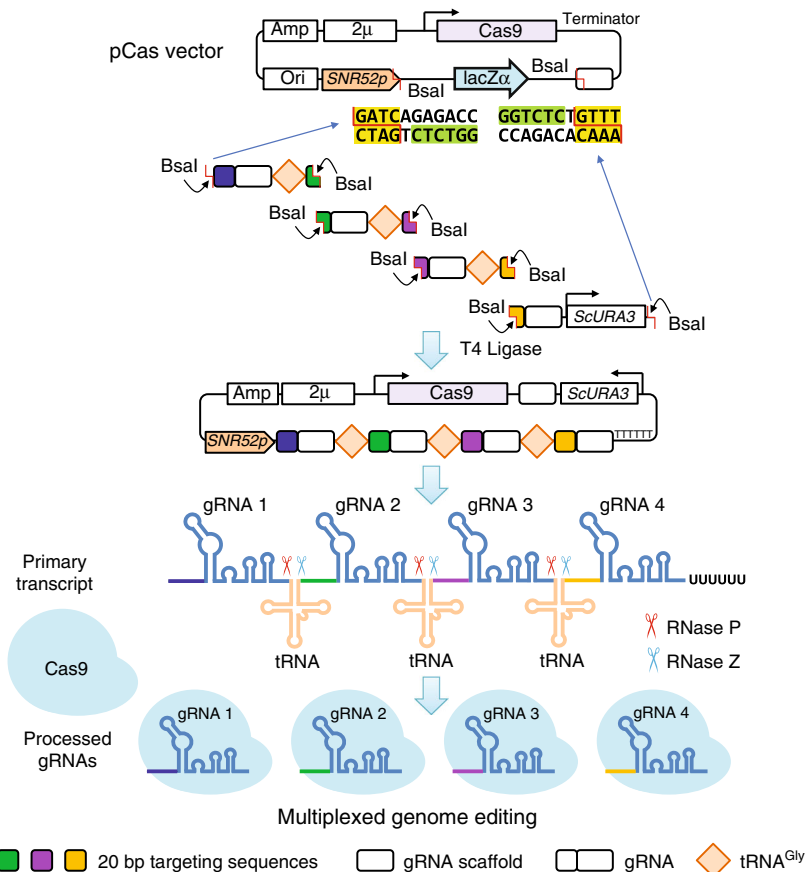 pCas vector
Amp 2μ Cas9 Terminator
Ori SNR52p BsaI lacZα BsaI
GATCAGAGACC GGTCTCTGTTT
CTAGTCTCTGG CCAGACACAAA
BsaI BsaI
BsaI BsaI
BsaI BsaI
BsaI ScURA3 BsaI
T4 Ligase
Amp 2μ Cas9 ScURA3
SNR52p TTTTTT
gRNA 1 gRNA 2 gRNA 3 gRNA 4
Primary
transcript
UUUUUU
tRNA tRNA tRNA
RNase P
RNase Z
Cas9
Processed
gRNAs
gRNA 1 gRNA 2 gRNA 3 gRNA 4
Multiplexed genome editing
20 bp targeting sequences gRNA scaffold gRNA tRNAGly